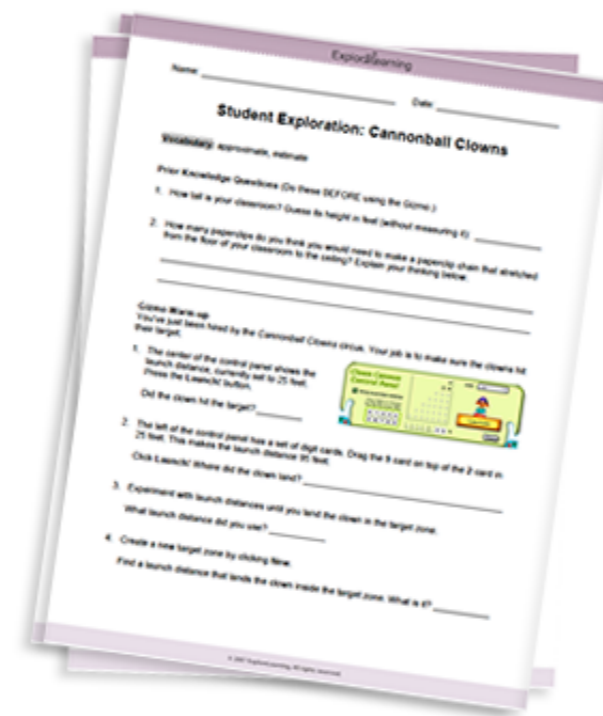 ExploreLearning
Name: Date:
Student Exploration: Cannonball Clowns
Vocabulary: approximate, estimate
Prior Knowledge Questions (Do these BEFORE using the Gizmo.)
1. How tall is your classroom? Guess its height in feet (without measuring it):
2. How many paperclips do you think you would need to make a paperclip chain that stretched
from the floor of your classroom to the ceiling? Explain your thinking below.
Gizmo Warm-up
You've just been hired by the Cannonball Clowns circus. Your job is to make sure the clowns hit
their target.
1. The center of the control panel shows the
launch distance, currently set to 25 feet.
Press the Launch! button.
Did the clown hit the target?
Clown Cannon
Control Panel
2. The left of the control panel has a set of digit cards. Drag the 9 card on top of the 2 card in
25 feet. This makes the launch distance 95 feet.
Click Launch! Where did the clown land?
3. Experiment with launch distances until you land the clown in the target zone.
What launch distance did you use?
4. Create a new target zone by clicking New.
Find a launch distance that lands the clown inside the target zone. What is it?